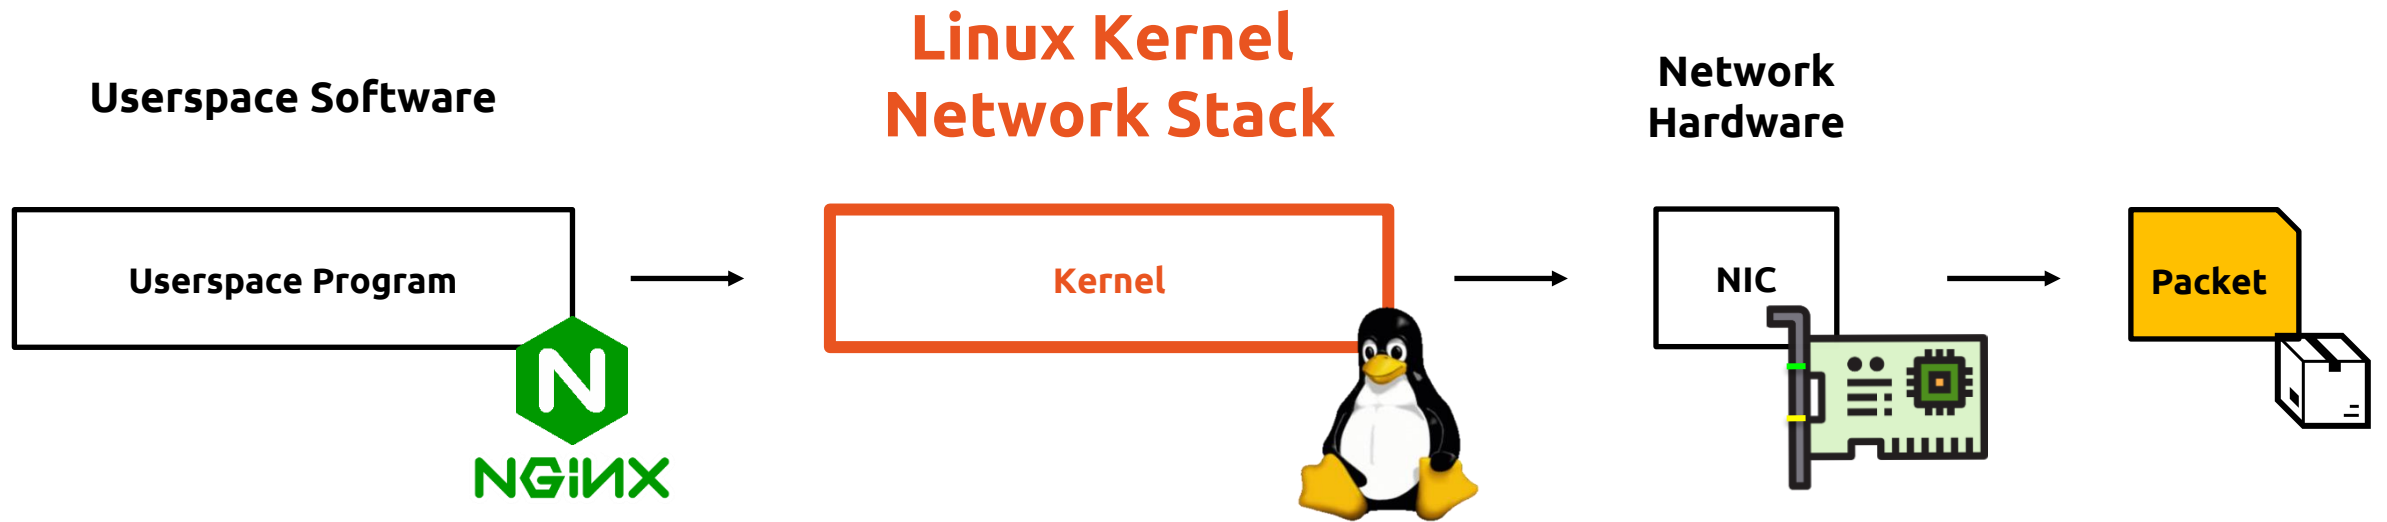 Userspace Software
Linux Kernel
Network Stack
Network
Hardware
Userspace Program
Kernel
NIC
Packet
N
NGiNX